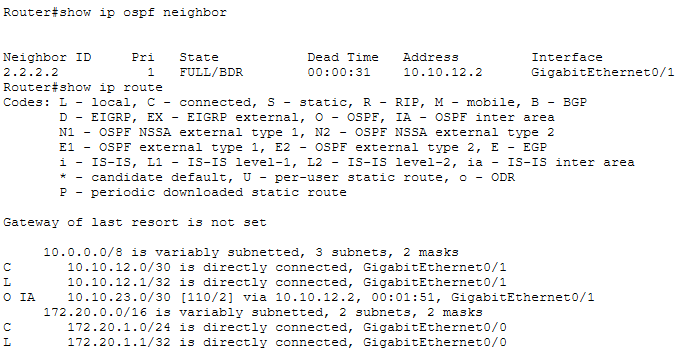 Router#show ip ospf neighbor
Neighbor ID     Pri   State           Dead Time   Address         Interface
2.2.2.2           1   FULL/BDR        00:00:31    10.10.12.2      GigabitEthernet0/1
Router#show ip route
Codes: L - local, C - connected, S - static, R - RIP, M - mobile, B - BGP
       D - EIGRP, EX - EIGRP external, O - OSPF, IA - OSPF inter area
       N1 - OSPF NSSA external type 1, N2 - OSPF NSSA external type 2
       E1 - OSPF external type 1, E2 - OSPF external type 2, E - EGP
       i - IS-IS, L1 - IS-IS level-1, L2 - IS-IS level-2, ia - IS-IS inter area
       * - candidate default, U - per-user static route, o - ODR
       P - periodic downloaded static route
Gateway of last resort is not set
     10.0.0.0/8 is variably subnetted, 3 subnets, 2 masks
C       10.10.12.0/30 is directly connected, GigabitEthernet0/1
L       10.10.12.1/32 is directly connected, GigabitEthernet0/1
O IA    10.10.23.0/30 [110/2] via 10.10.12.2, 00:01:51, GigabitEthernet0/1
     172.20.0.0/16 is variably subnetted, 2 subnets, 2 masks
C       172.20.1.0/24 is directly connected, GigabitEthernet0/0
L       172.20.1.1/32 is directly connected, GigabitEthernet0/0